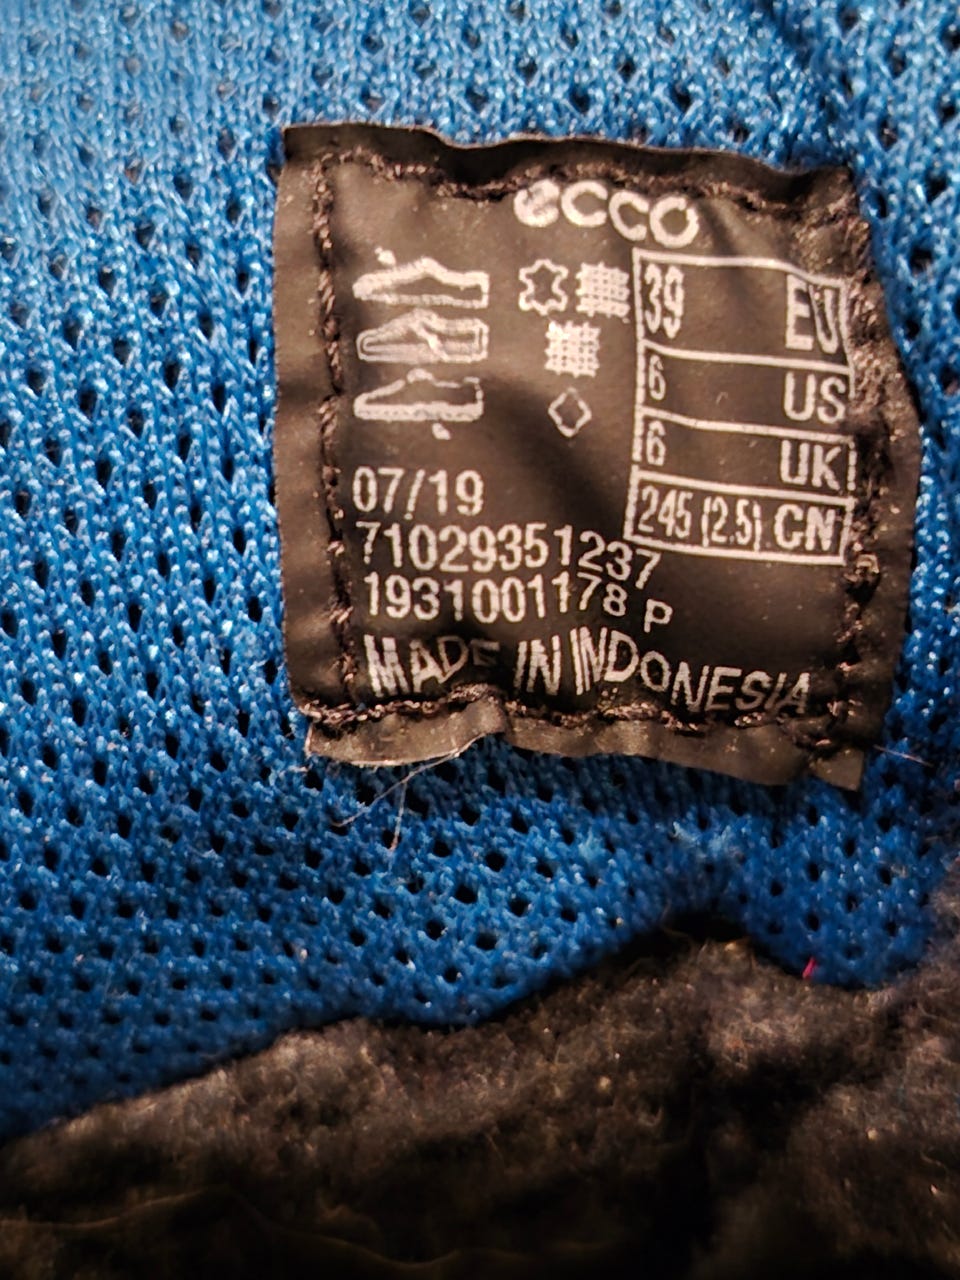 ecco
39 EU
6 US
6 UK
245 (2.5) CN
07/19
71029351237
1931001178 P
MADE IN INDONESIA